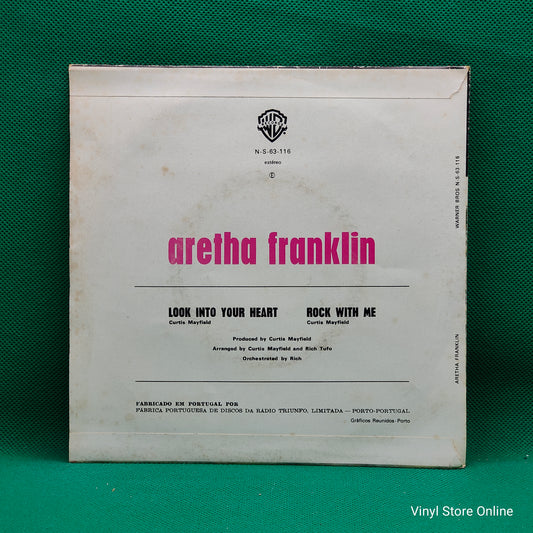 N-S-63-116
estéreo
Ⓔ
aretha franklin
LOOK INTO YOUR HEART
Curtis Mayfield
ROCK WITH ME
Curtis Mayfield
Produced by Curtis Mayfield
Arranged by Curtis Mayfield and Rich Tufo
Orchestrated by Rich
FABRICADO EM PORTUGAL POR
FÁBRICA PORTUGUESA DE DISCOS DA RÁDIO TRIUNFO, LIMITADA — PORTO-PORTUGAL
Gráficos Reunidos-Porto
WARNER BROS N-S-63-116
ARETHA FRANKLIN
Vinyl Store Online